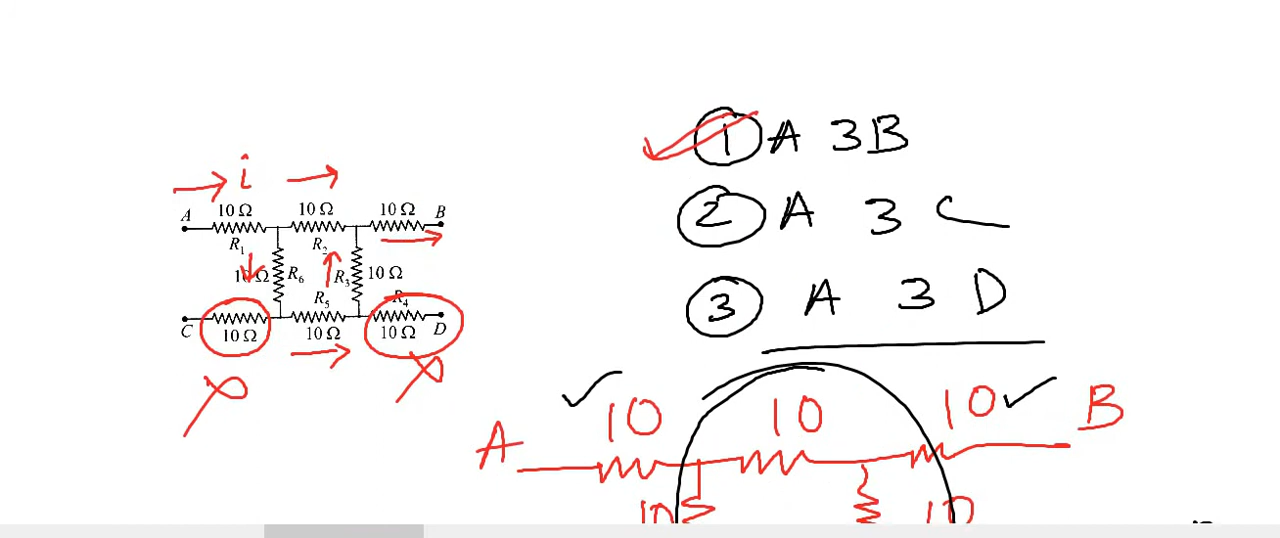 ① A 3B
② A 3 C
③ A 3 D
i
A 10 Ω 10 Ω 10 Ω B
R1 R2
10 Ω R6 R3 10 Ω
R5 R4
C 10 Ω 10 Ω 10 Ω D
10 10 10 B
A
10 10